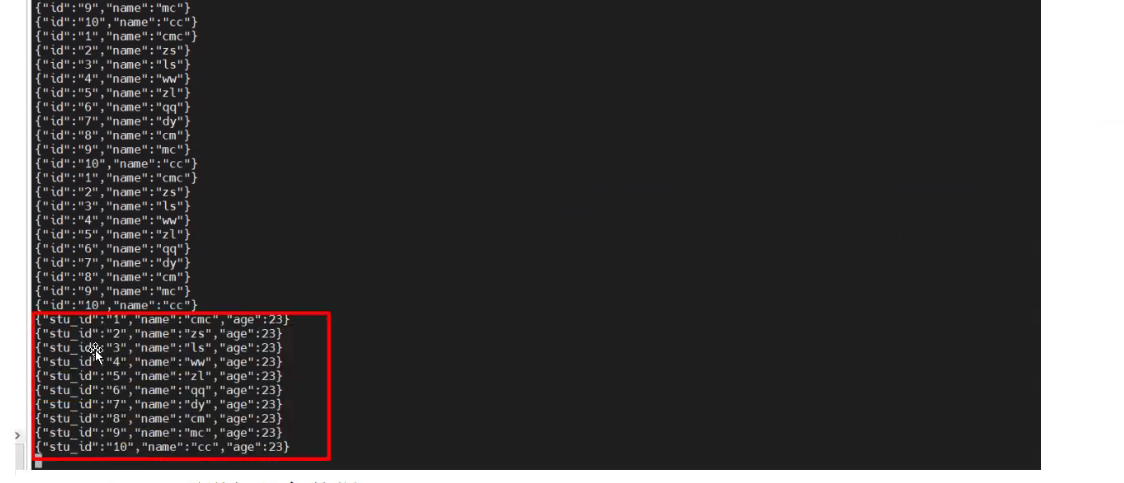 {"id":"9","name":"mc"}
{"id":"10","name":"cc"}
{"id":"1","name":"cmc"}
{"id":"2","name":"zs"}
{"id":"3","name":"ls"}
{"id":"4","name":"ww"}
{"id":"5","name":"zl"}
{"id":"6","name":"qq"}
{"id":"7","name":"dy"}
{"id":"8","name":"cm"}
{"id":"9","name":"mc"}
{"id":"10","name":"cc"}
{"id":"1","name":"cmc"}
{"id":"2","name":"zs"}
{"id":"3","name":"ls"}
{"id":"4","name":"ww"}
{"id":"5","name":"zl"}
{"id":"6","name":"qq"}
{"id":"7","name":"dy"}
{"id":"8","name":"cm"}
{"id":"9","name":"mc"}
{"id":"10","name":"cc"}
{"stu_id":"1","name":"cmc","age":23}
{"stu_id":"2","name":"zs","age":23}
{"stu_id":"3","name":"ls","age":23}
{"stu_id":"4","name":"ww","age":23}
{"stu_id":"5","name":"zl","age":23}
{"stu_id":"6","name":"qq","age":23}
{"stu_id":"7","name":"dy","age":23}
{"stu_id":"8","name":"cm","age":23}
{"stu_id":"9","name":"mc","age":23}
{"stu_id":"10","name":"cc","age":23}